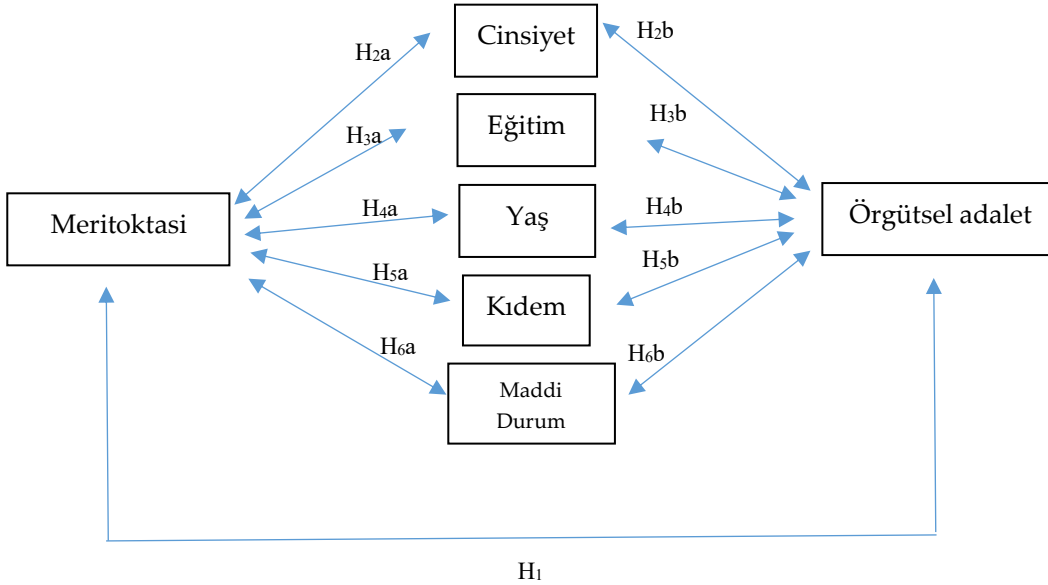 Cinsiyet
H2a
H2b
Eğitim
H3a
H3b
Meritoktasi
H4a
Yaş
H4b
Örgütsel adalet
H5a
Kıdem
H5b
H6a
Maddi
Durum
H6b
H1